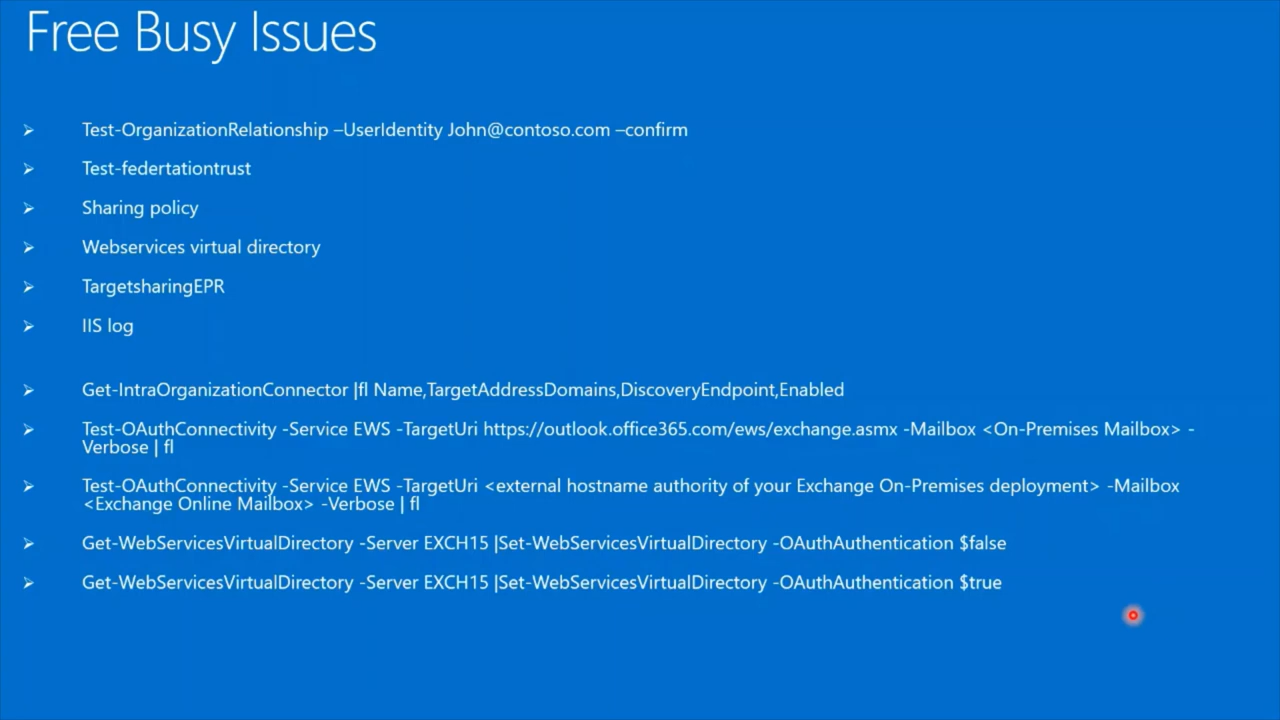 Free Busy Issues
Test-OrganizationRelationship –UserIdentity John@contoso.com –confirm
Test-federtationtrust
Sharing policy
Webservices virtual directory
TargetsharingEPR
IIS log
Get-IntraOrganizationConnector |fl Name,TargetAddressDomains,DiscoveryEndpoint,Enabled
Test-OAuthConnectivity -Service EWS -TargetUri https://outlook.office365.com/ews/exchange.asmx -Mailbox <On-Premises Mailbox> -
Verbose | fl
Test-OAuthConnectivity -Service EWS -TargetUri <external hostname authority of your Exchange On-Premises deployment> -Mailbox
<Exchange Online Mailbox> -Verbose | fl
Get-WebServicesVirtualDirectory -Server EXCH15 |Set-WebServicesVirtualDirectory -OAuthAuthentication $false
Get-WebServicesVirtualDirectory -Server EXCH15 |Set-WebServicesVirtualDirectory -OAuthAuthentication $true